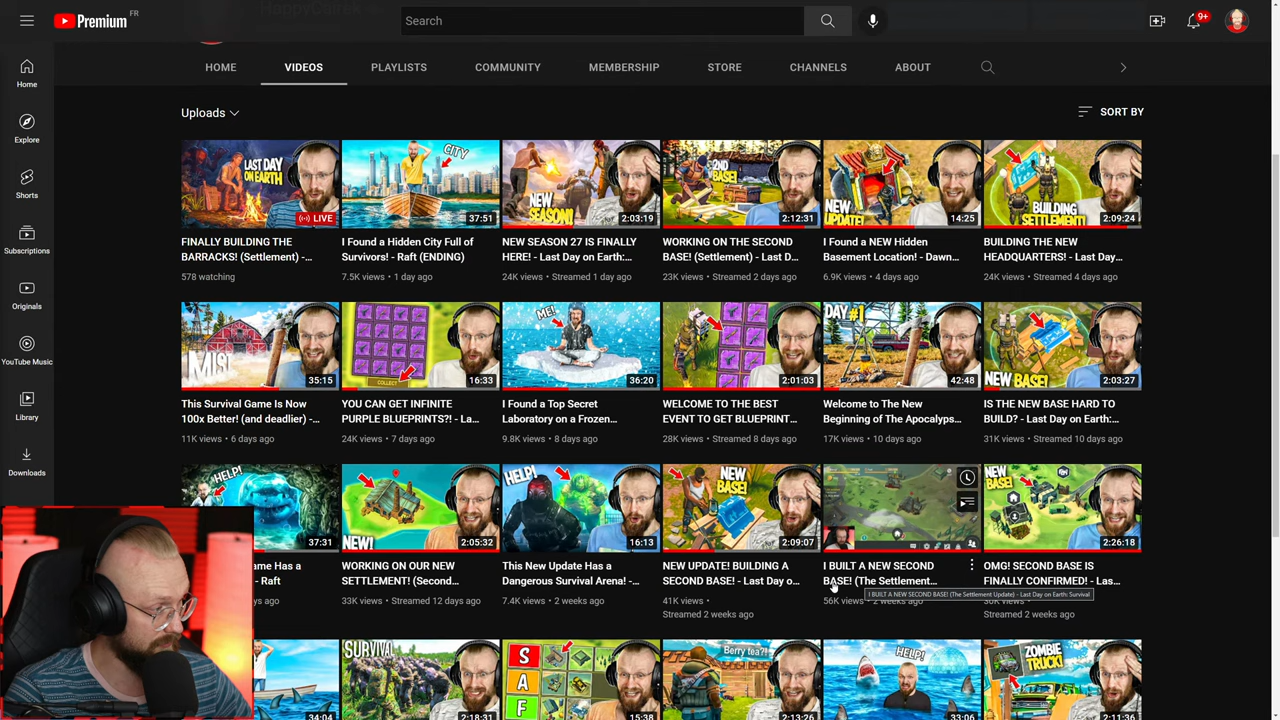 Premium FR
Search
9+
HOME VIDEOS PLAYLISTS COMMUNITY MEMBERSHIP STORE CHANNELS ABOUT
Home
Explore
Shorts
Subscriptions
Originals
YouTube Music
Library
Downloads
Uploads
SORT BY
LAST DAY ON EARTH
LIVE
CITY
37:51
NEW SEASON!
2:03:19
2ND BASE!
2:12:31
NEW UPDATE!
14:25
BUILDING SETTLEMENT!
2:09:24
FINALLY BUILDING THE
BARRACKS! (Settlement) -...
578 watching
I Found a Hidden City Full of
Survivors! - Raft (ENDING)
7.5K views • 1 day ago
NEW SEASON 27 IS FINALLY
HERE! - Last Day on Earth:...
24K views • Streamed 1 day ago
WORKING ON THE SECOND
BASE! (Settlement) - Last D...
23K views • Streamed 2 days ago
I Found a NEW Hidden
Basement Location! - Dawn...
6.9K views • 4 days ago
BUILDING THE NEW
HEADQUARTERS! - Last Day...
24K views • Streamed 4 days ago
35:15
COLLECT
16:33
ME!
36:20
2:01:03
DAY #1
42:48
NEW BASE!
2:03:27
This Survival Game Is Now
100x Better! (and deadlier) -...
11K views • 6 days ago
YOU CAN GET INFINITE
PURPLE BLUEPRINTS?! - La...
24K views • 7 days ago
I Found a Top Secret
Laboratory on a Frozen...
9.8K views • 8 days ago
WELCOME TO THE BEST
EVENT TO GET BLUEPRINT...
28K views • Streamed 8 days ago
Welcome to The New
Beginning of The Apocalyps...
17K views • 10 days ago
IS THE NEW BASE HARD TO
BUILD? - Last Day on Earth:...
31K views • Streamed 10 days ago
HELP!
37:31
NEW!
2:05:32
HELP!
16:13
NEW BASE!
2:09:07
NEW BASE!
2:26:18
ame Has a
- Raft
WORKING ON OUR NEW
SETTLEMENT! (Second...
33K views • Streamed 12 days ago
This New Update Has a
Dangerous Survival Arena! -...
7.4K views • 2 weeks ago
NEW UPDATE! BUILDING A
SECOND BASE! - Last Day o...
41K views •
Streamed 2 weeks ago
I BUILT A NEW SECOND
BASE! (The Settlement...
56K views • 2 weeks ago
I BUILT A NEW SECOND BASE! (The Settlement Update) - Last Day on Earth: Survival
OMG! SECOND BASE IS
FINALLY CONFIRMED! - Las...
Streamed 2 weeks ago
34:04
SURVIVAL
2:18:31
S
A
F
15:38
Berry tea?!
2:13:26
HELP!
33:06
ZOMBIE TRUCK!
2:11:36